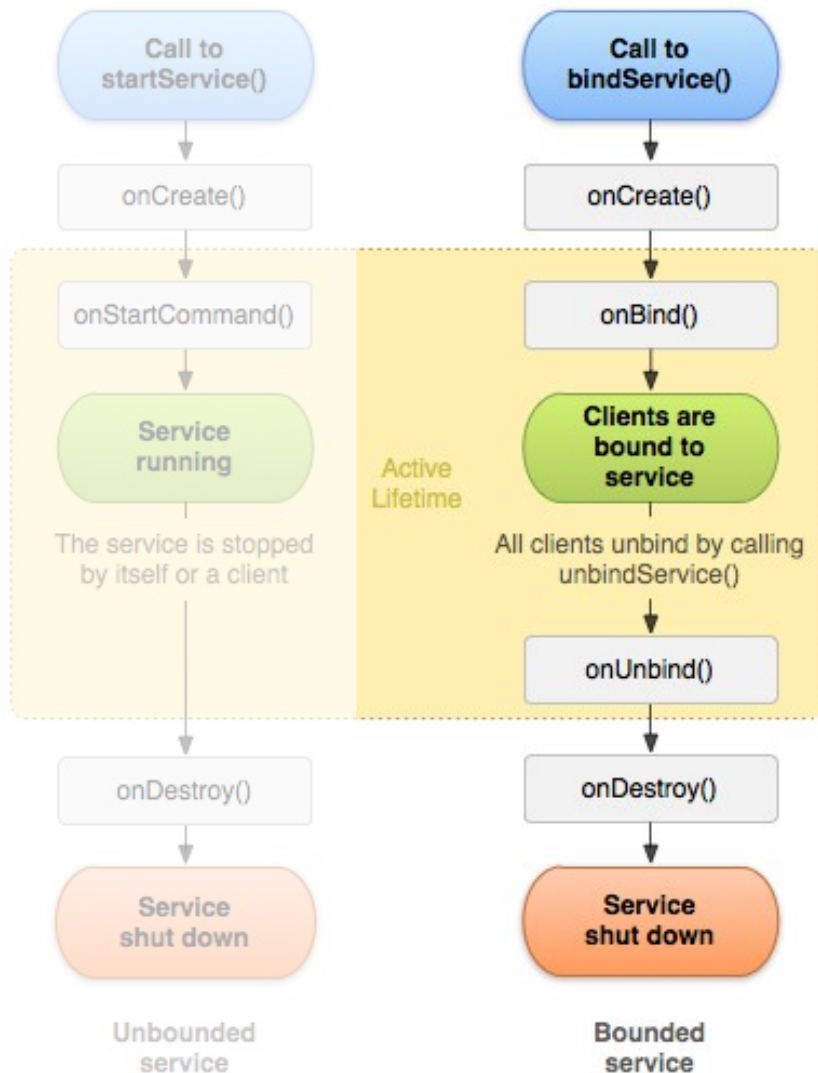 Call to
startService()
onCreate()
onStartCommand()
Service
running
The service is stopped
by itself or a client
onDestroy()
Service
shut down
Unbounded
service
Active
Lifetime
Call to
bindService()
onCreate()
onBind()
Clients are
bound to
service
All clients unbind by calling
unbindService()
onUnbind()
onDestroy()
Service
shut down
Bounded
service